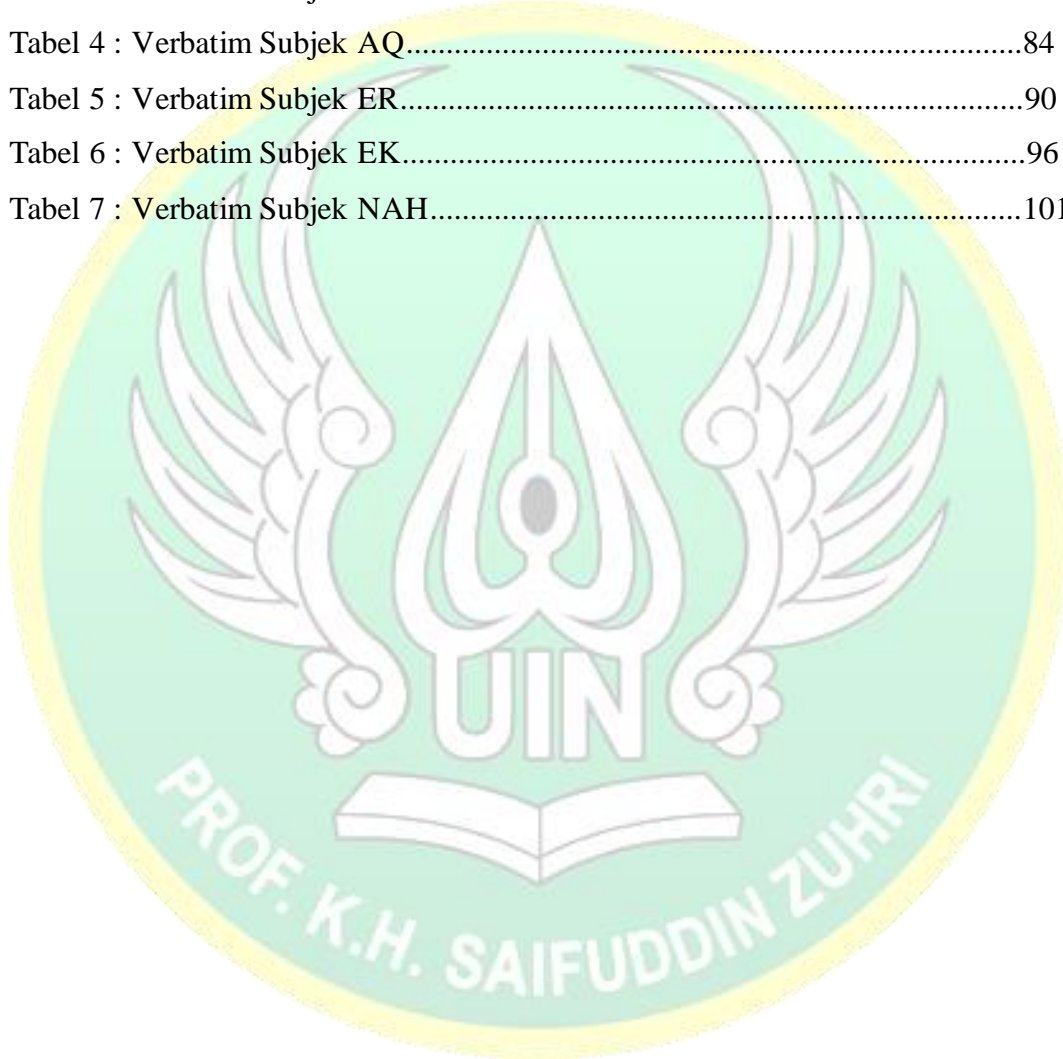 Tabel 4 : Verbatim Subjek AQ.......................................................................84
Tabel 5 : Verbatim Subjek ER........................................................................90
Tabel 6 : Verbatim Subjek EK........................................................................96
Tabel 7 : Verbatim Subjek NAH....................................................................101
UIN
PROF. K.H. SAIFUDDIN ZUHRI